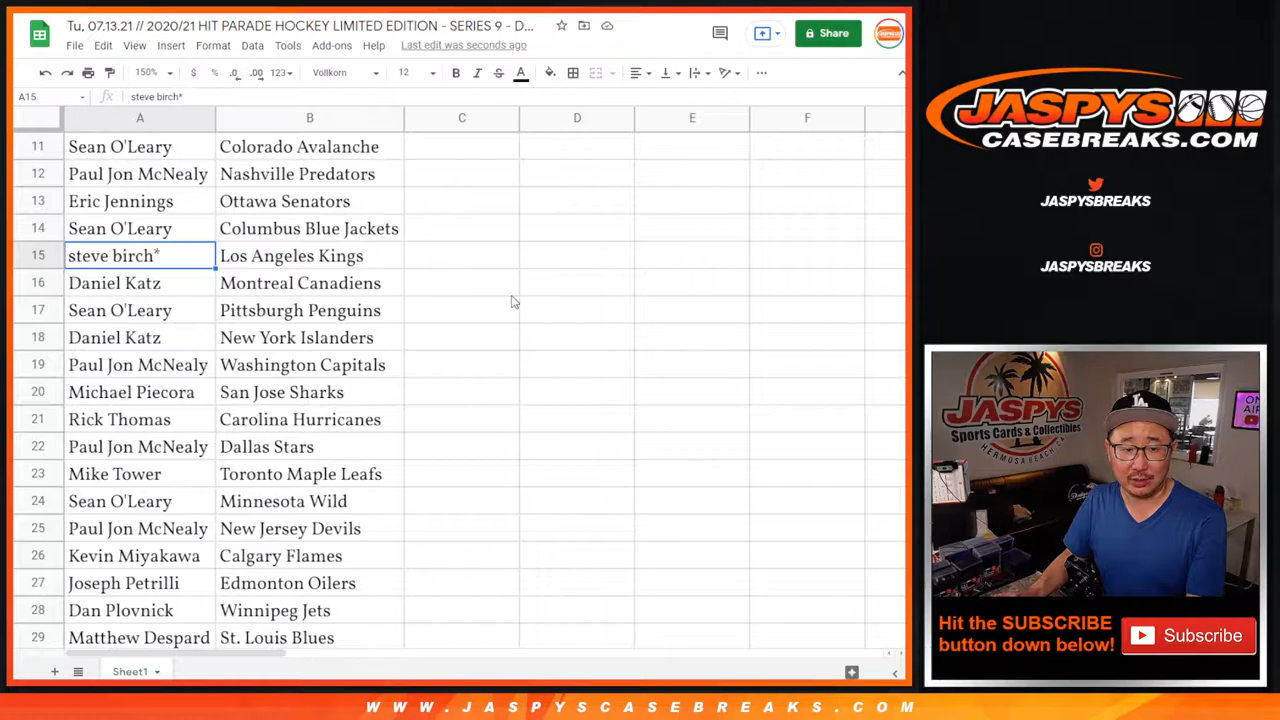 Tu, 07.13.21 // 2020/21 HIT PARADE HOCKEY LIMITED EDITION - SERIES 9 - D...
File Edit View Insert Format Data Tools Add-ons Help Last edit was seconds ago
Share
150% $ % .0 .00 123 Vollkorn 12 B I S A
A15 fx steve birch*
A B C D E F
11 Sean O'Leary Colorado Avalanche
12 Paul Jon McNealy Nashville Predators
13 Eric Jennings Ottawa Senators
14 Sean O'Leary Columbus Blue Jackets
15 steve birch* Los Angeles Kings
16 Daniel Katz Montreal Canadiens
17 Sean O'Leary Pittsburgh Penguins
18 Daniel Katz New York Islanders
19 Paul Jon McNealy Washington Capitals
20 Michael Piecora San Jose Sharks
21 Rick Thomas Carolina Hurricanes
22 Paul Jon McNealy Dallas Stars
23 Mike Tower Toronto Maple Leafs
24 Sean O'Leary Minnesota Wild
25 Paul Jon McNealy New Jersey Devils
26 Kevin Miyakawa Calgary Flames
27 Joseph Petrilli Edmonton Oilers
28 Dan Plovnick Winnipeg Jets
29 Matthew Despard St. Louis Blues
Sheet1
JASPYS
CASEBREAKS.COM
JASPYSBREAKS
JASPYSBREAKS
JASPYS
Sports Cards & Collectibles
HERMOSA BEACH CA
LA
ON
AIR
Hit the SUBSCRIBE
button down below!
Subscribe
WWW.JASPYSCASEBREAKS.COM